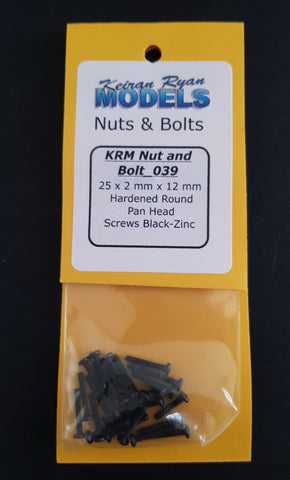 Keiran Ryan
MODELS
Nuts & Bolts
KRM Nut and
Bolt_039
25 x 2 mm x 12 mm
Hardened Round
Pan Head
Screws Black-Zinc